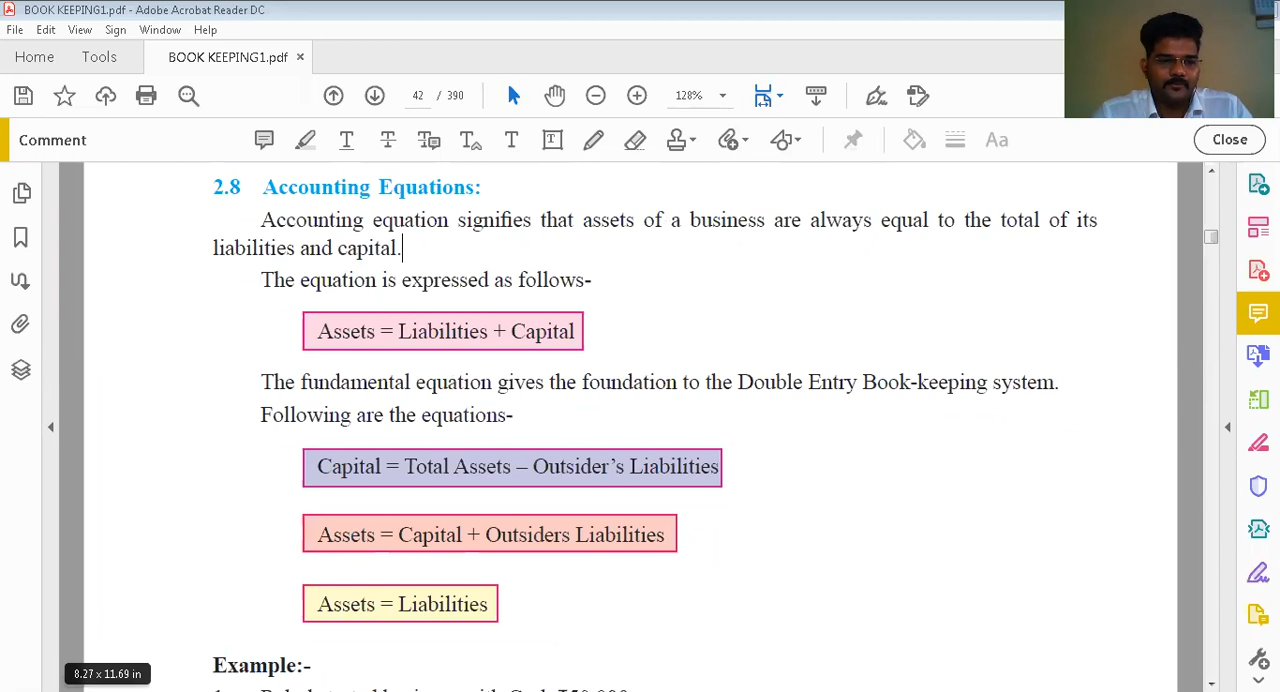 BOOK KEEPING1.pdf - Adobe Acrobat Reader DC
File Edit View Sign Window Help
Home Tools BOOK KEEPING1.pdf ×
42 / 390 128%
Comment T T T T T T Aa Close
2.8 Accounting Equations:
Accounting equation signifies that assets of a business are always equal to the total of its
liabilities and capital.
The equation is expressed as follows-
Assets = Liabilities + Capital
The fundamental equation gives the foundation to the Double Entry Book-keeping system.
Following are the equations-
Capital = Total Assets – Outsider’s Liabilities
Assets = Capital + Outsiders Liabilities
Assets = Liabilities
Example:-
8.27 x 11.69 in